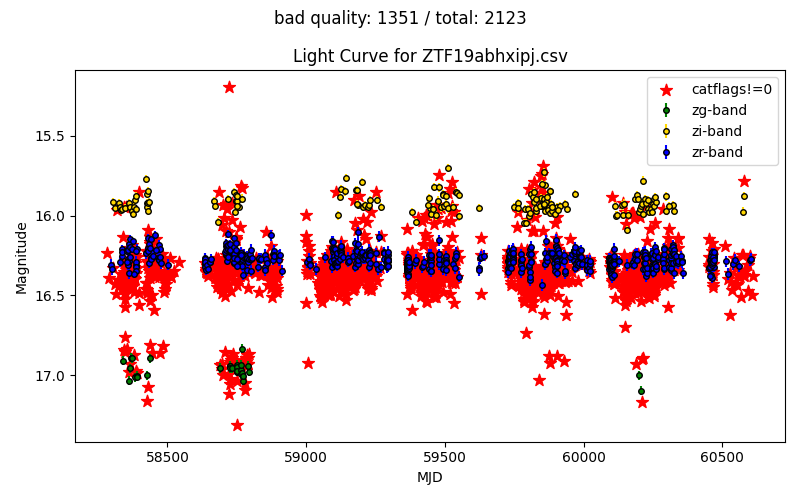 bad quality: 1351 / total: 2123
Light Curve for ZTF19abhxipj.csv
catflags!=0
zg-band
zi-band
zr-band
15.5
16.0
16.5
17.0
Magnitude
58500
59000
59500
60000
60500
MJD